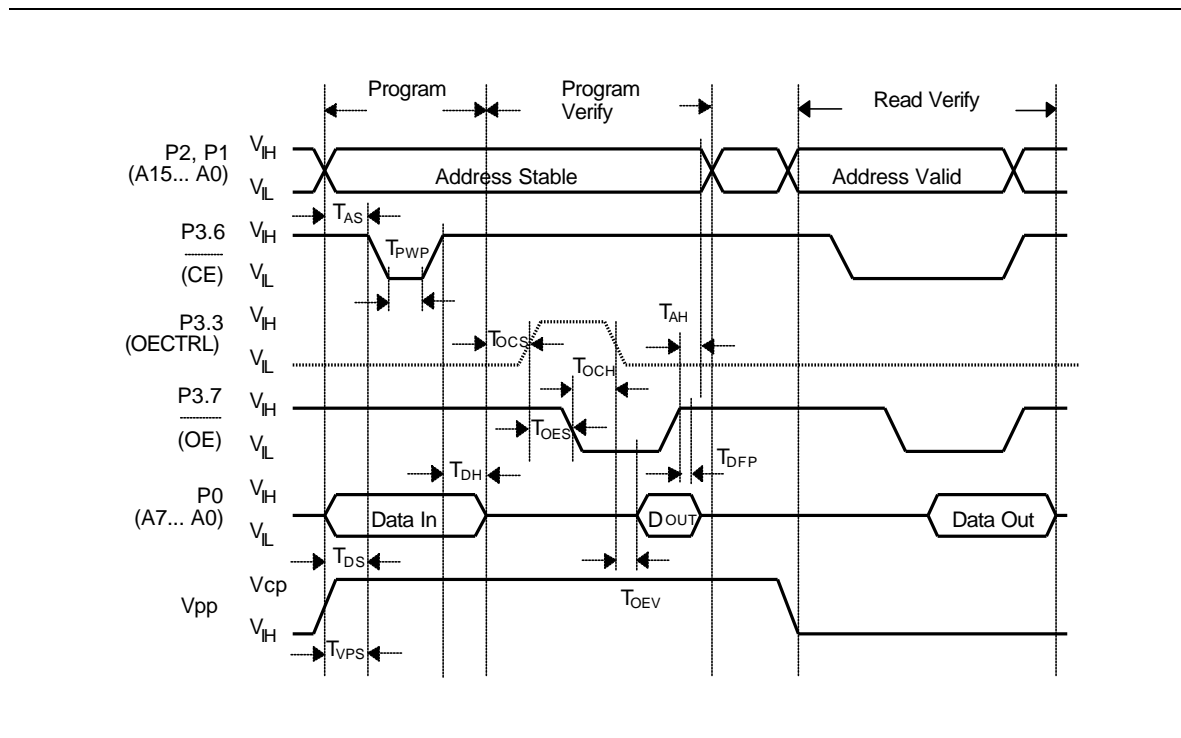 Program
Program
Verify
Read Verify
P2, P1
(A15... A0)
VIH
VIL
Address Stable
Address Valid
TAS
P3.6
(CE)
VIH
VIL
TPWP
P3.3
(OECTRL)
VIH
VIL
TOCS
TAH
TOCH
P3.7
(OE)
VIH
VIL
TOES
TDFP
TDH
P0
(A7... A0)
VIH
VIL
Data In
DOUT
Data Out
TDS
TOEV
Vpp
Vcp
VIH
TVPS